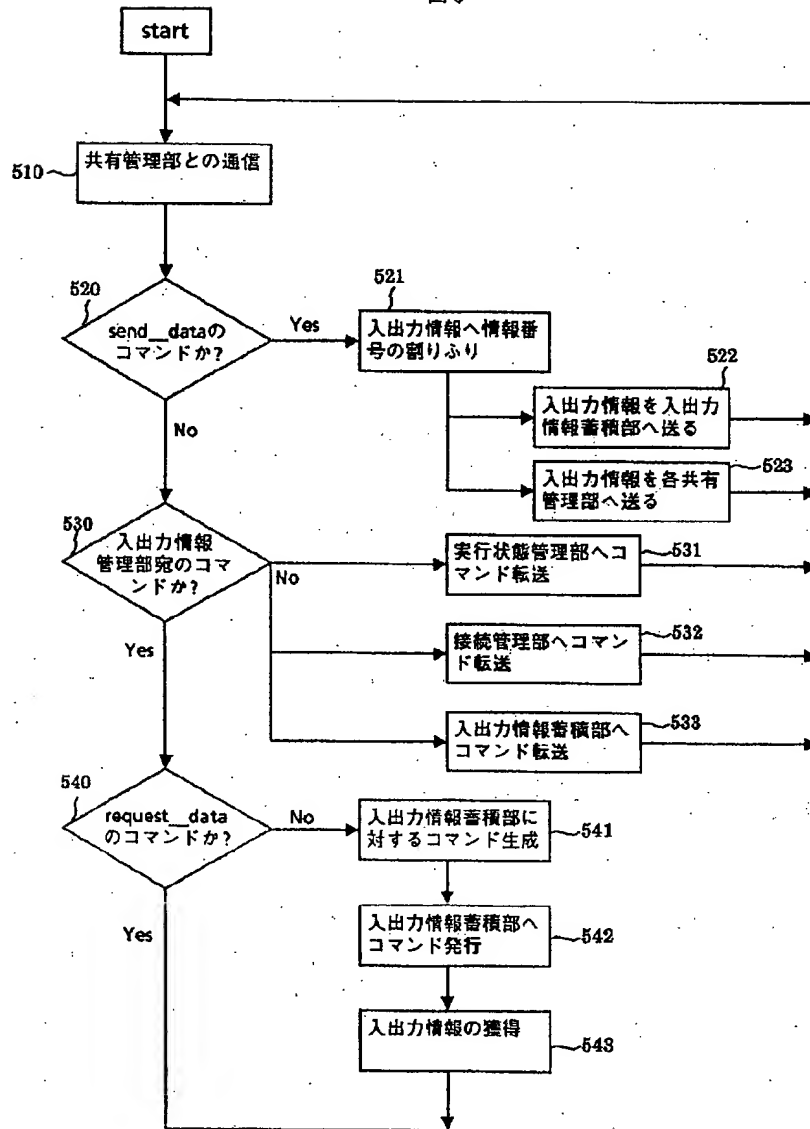 start
510
共有管理部との通信
520
send__dataの
コマンドか?
Yes
No
521
入出力情報へ情報番
号の割りふり
522
入出力情報を入出力
情報蓄積部へ送る
523
入出力情報を各共有
管理部へ送る
530
入出力情報
管理部宛のコマ
ンドか?
No
Yes
実行状態管理部へコ
マンド転送
531
接続管理部へコマン
ド転送
532
入出力情報蓄積部へ
コマンド転送
533
540
request__data
のコマンドか?
No
Yes
入出力情報蓄積部に
対するコマンド生成
541
入出力情報蓄積部へ
コマンド発行
542
入出力情報の獲得
543